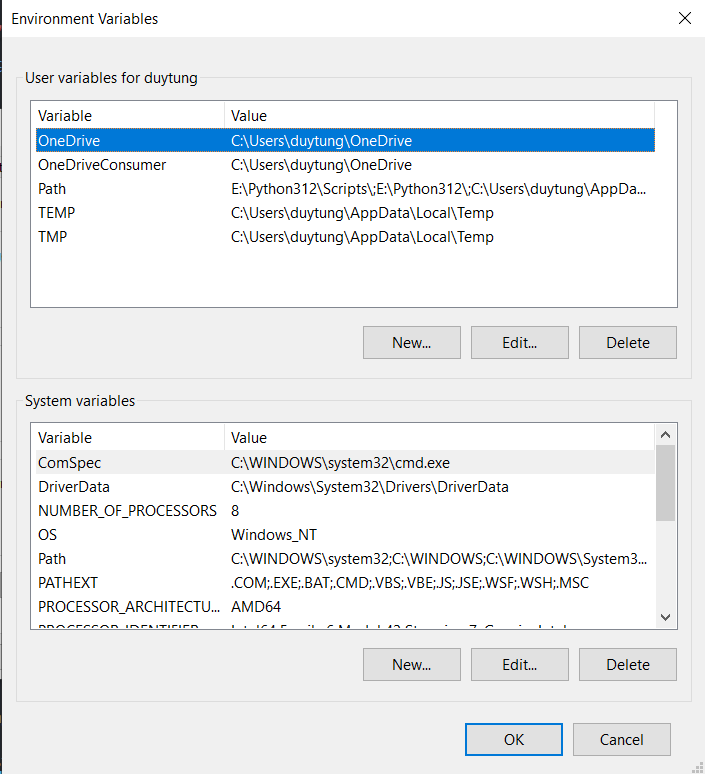 Environment Variables
User variables for duytung
Variable Value
OneDrive C:\Users\duytung\OneDrive
OneDriveConsumer C:\Users\duytung\OneDrive
Path E:\Python312\Scripts\;E:\Python312\;C:\Users\duytung\AppDa...
TEMP C:\Users\duytung\AppData\Local\Temp
TMP C:\Users\duytung\AppData\Local\Temp
New... Edit... Delete
System variables
Variable Value
ComSpec C:\WINDOWS\system32\cmd.exe
DriverData C:\Windows\System32\Drivers\DriverData
NUMBER_OF_PROCESSORS 8
OS Windows_NT
Path C:\WINDOWS\system32;C:\WINDOWS;C:\WINDOWS\System3...
PATHEXT .COM;.EXE;.BAT;.CMD;.VBS;.VBE;.JS;.JSE;.WSF;.WSH;.MSC
PROCESSOR_ARCHITECTU... AMD64
New... Edit... Delete
OK Cancel